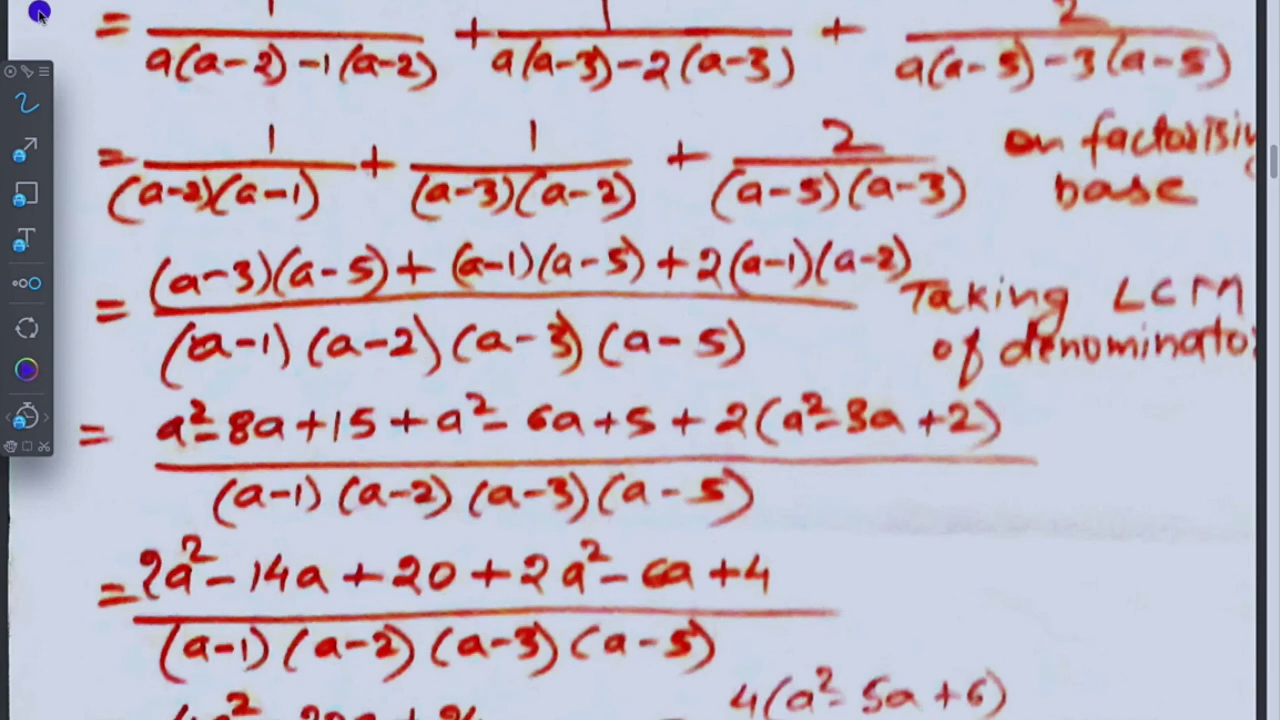 = 1/(a(a-2)-1(a-2)) + 1/(a(a-3)-2(a-3)) + 2/(a(a-5)-3(a-5))
= 1/((a-2)(a-1)) + 1/((a-3)(a-2)) + 2/((a-5)(a-3)) on factorisin
base
= ((a-3)(a-5)+(a-1)(a-5)+2(a-1)(a-2))/((a-1)(a-2)(a-3)(a-5)) Taking LCM
of denominator
= (a²-8a+15+a²-6a+5+2(a²-3a+2))/((a-1)(a-2)(a-3)(a-5))
= (2a²-14a+20+2a²-6a+4)/((a-1)(a-2)(a-3)(a-5))
4(a²-5a+6)